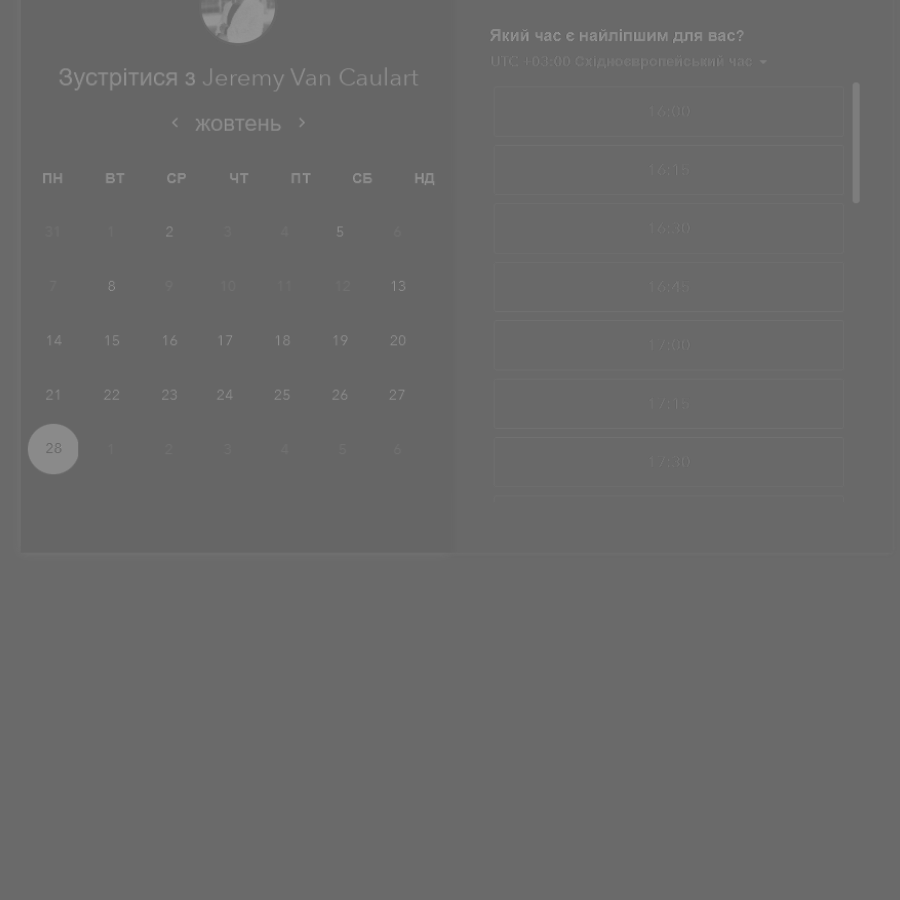 Зустрітися з Jeremy Van Caulart
‹ жовтень ›
ПН ВТ СР ЧТ ПТ СБ НД
31 1 2 3 4 5 6
7 8 9 10 11 12 13
14 15 16 17 18 19 20
21 22 23 24 25 26 27
28 1 2 3 4 5 6
Який час є найліпшим для вас?
UTC +03:00 Східноєвропейський час
16:00
16:15
16:30
16:45
17:00
17:15
17:30